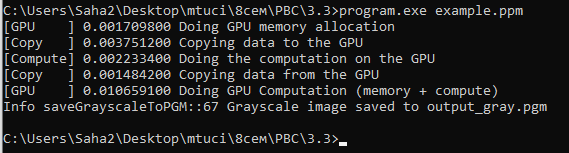 C:\Users\Saha2\Desktop\mtuci\8сем\РВС\3.3>program.exe example.ppm
[GPU    ] 0.001709800 Doing GPU memory allocation
[Copy   ] 0.003751200 Copying data to the GPU
[Compute] 0.002233400 Doing the computation on the GPU
[Copy   ] 0.001484200 Copying data from the GPU
[GPU    ] 0.010659100 Doing GPU Computation (memory + compute)
Info saveGrayscaleToPGM::67 Grayscale image saved to output_gray.pgm
C:\Users\Saha2\Desktop\mtuci\8сем\РВС\3.3>